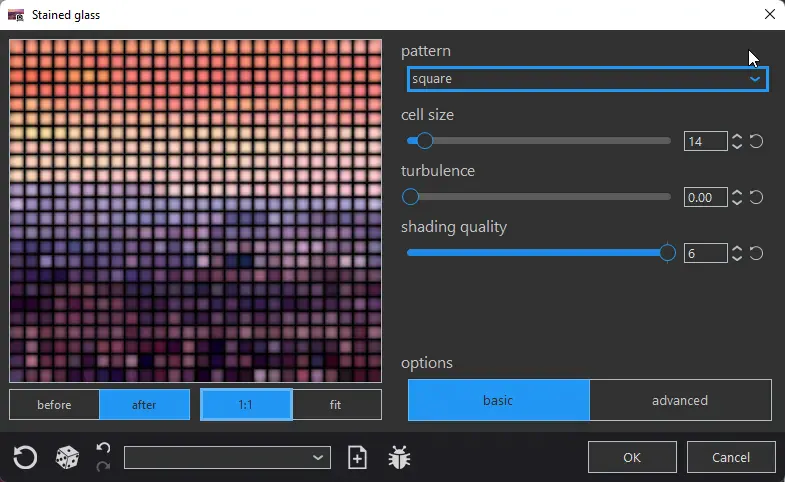 Stained glass
pattern
square
cell size
14
turbulence
0.00
shading quality
6
options
basic
advanced
before
after
1:1
fit
OK
Cancel